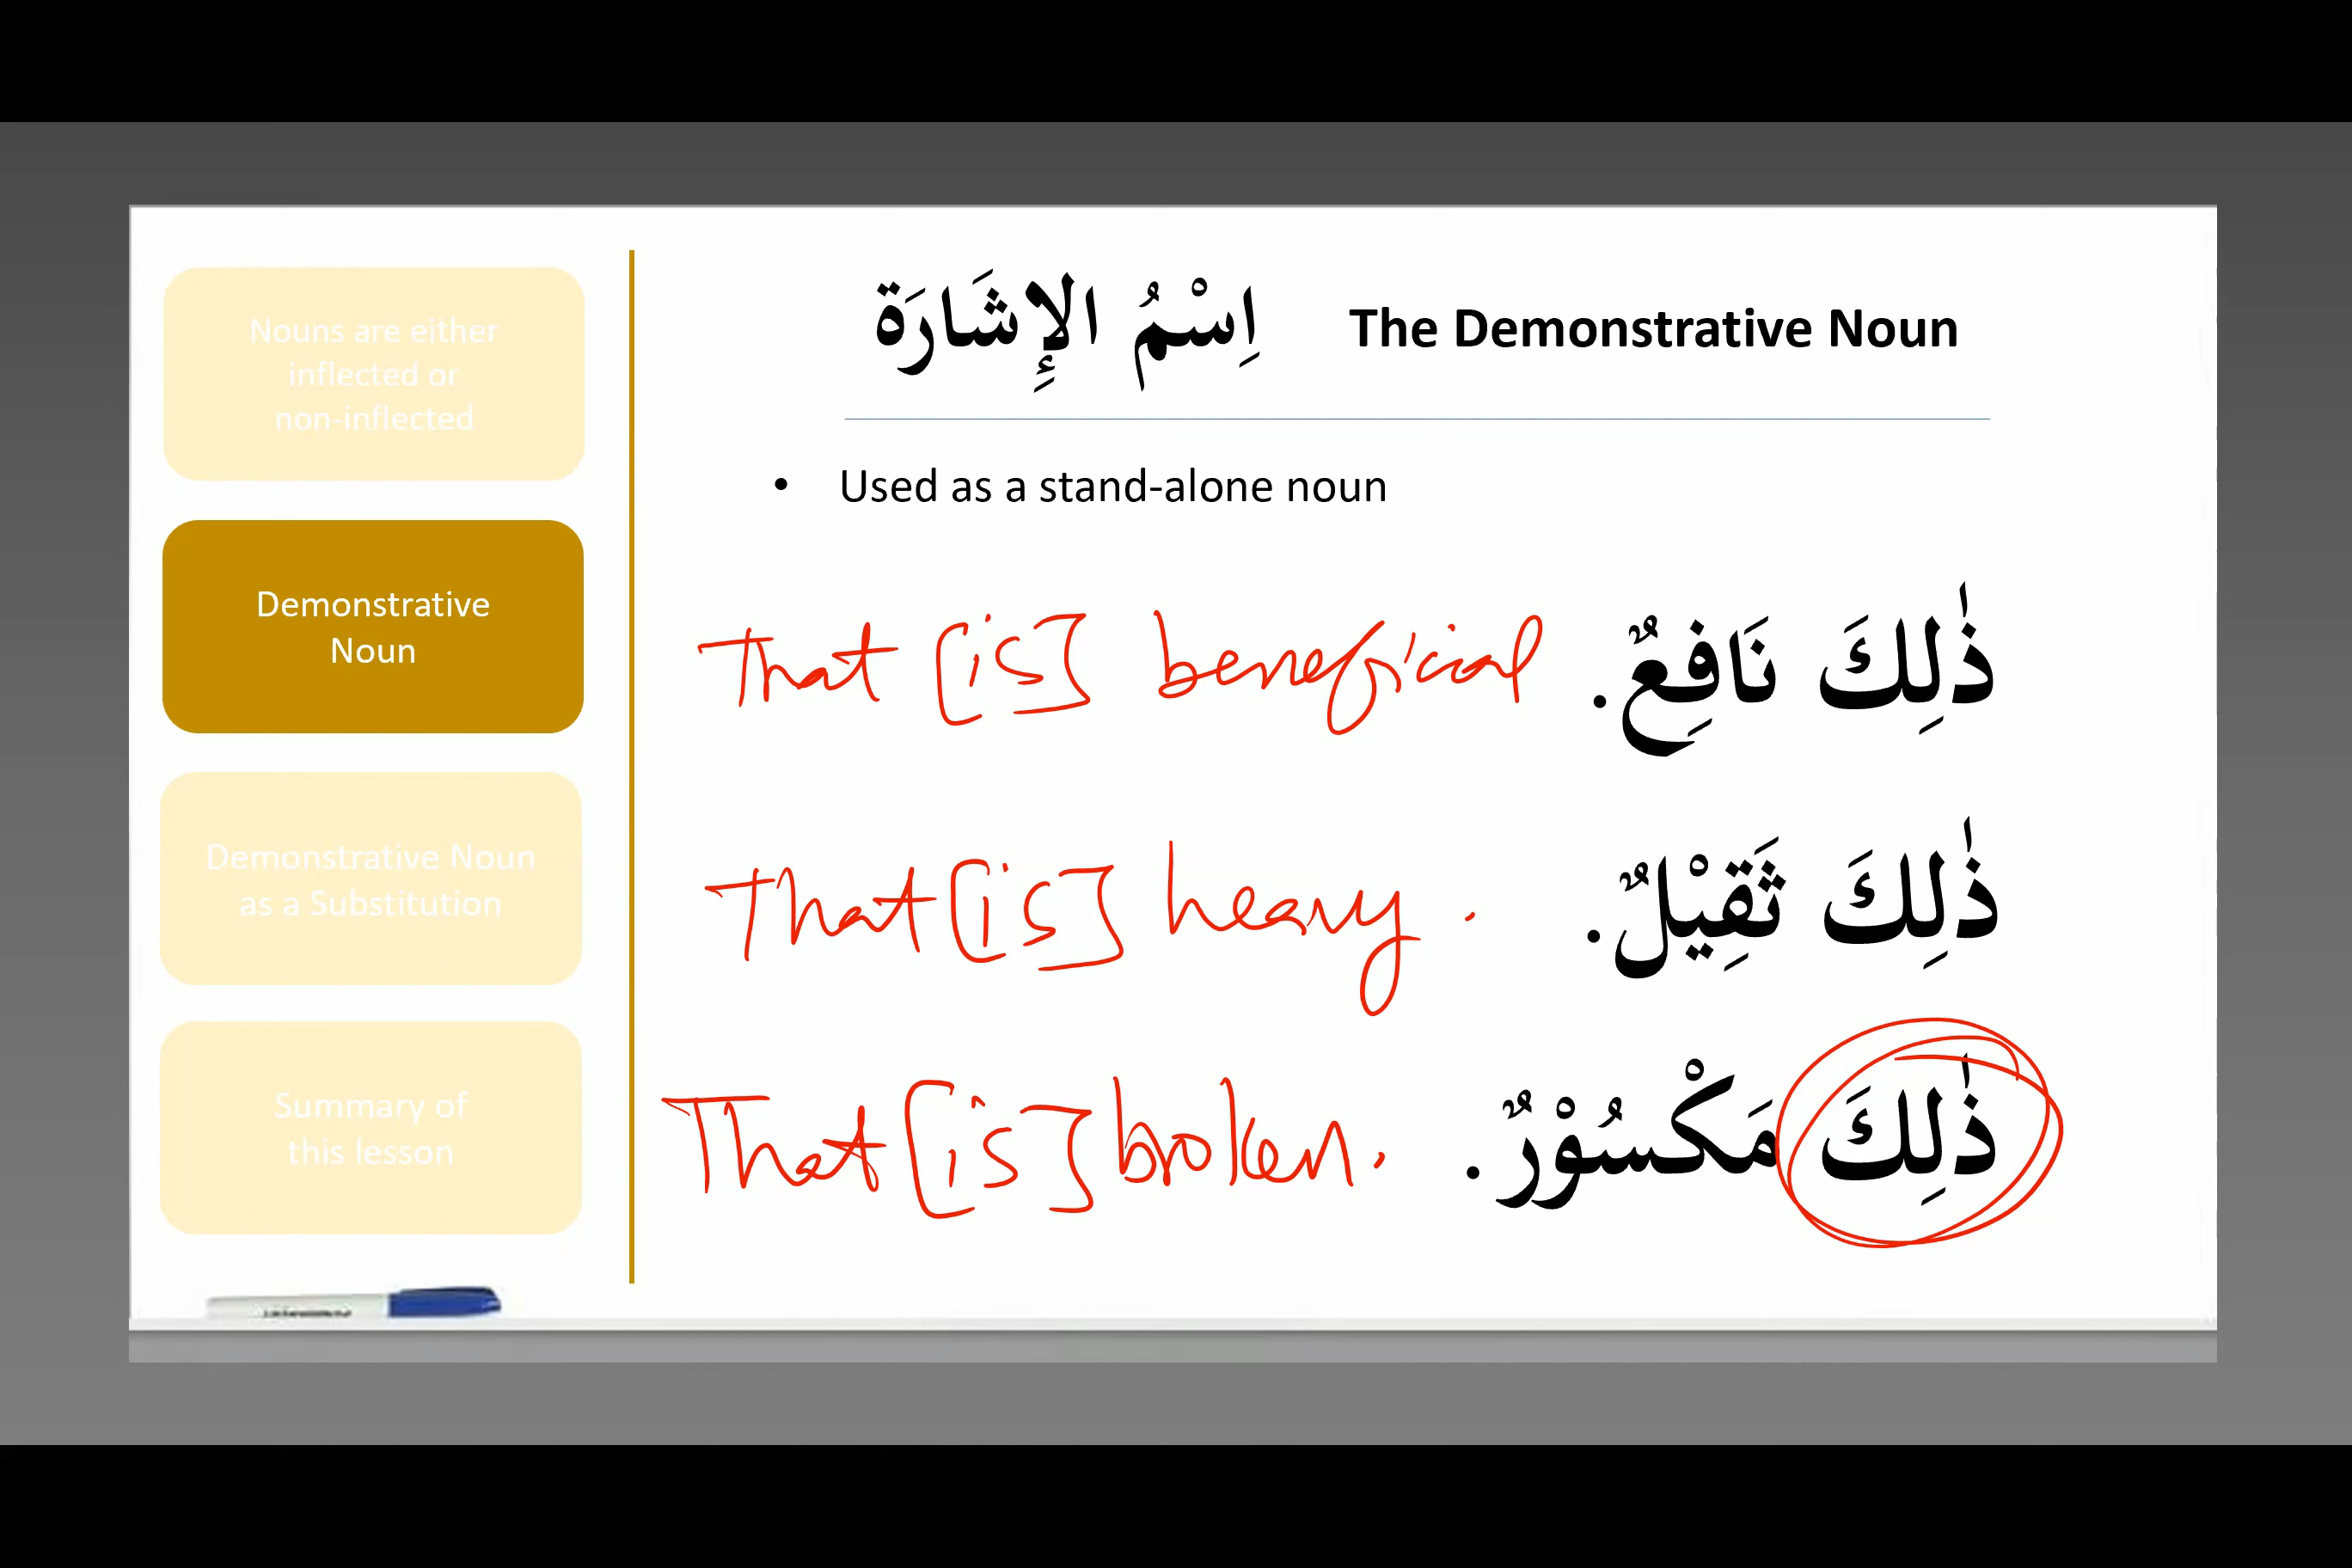 Nouns are either
inflected or
non-inflected
Demonstrative
Noun
Demonstrative Noun
as a Substitution
Summary of
this lesson
اِسْمُ الإِشَارَة The Demonstrative Noun
• Used as a stand-alone noun
That [is] beneficial ذٰلِكَ نَافِعٌ.
That [is] heavy. ذٰلِكَ ثَقِيْلٌ.
That [is] broken. ذٰلِكَ مَكْسُوْرٌ.